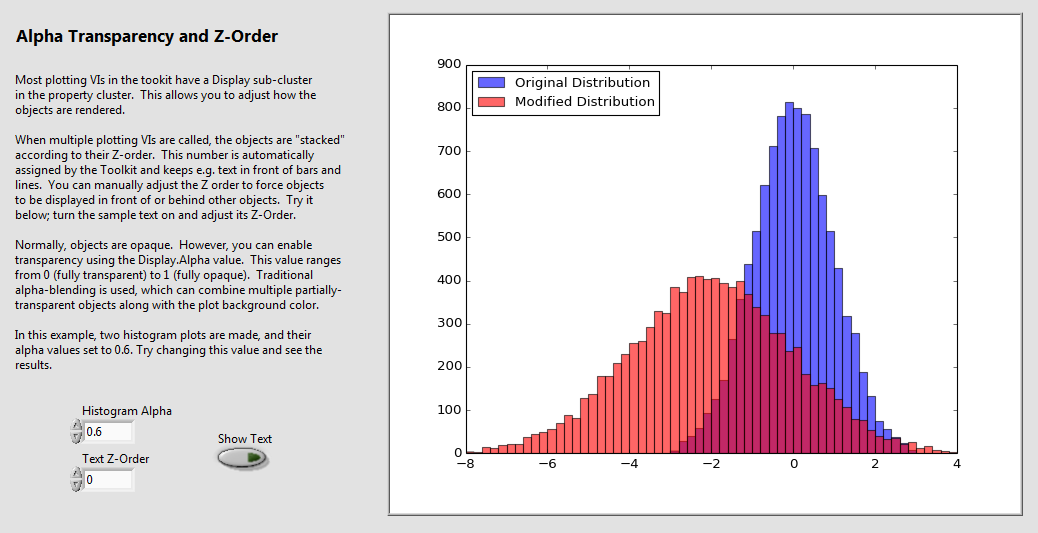 Alpha Transparency and Z-Order
Most plotting VIs in the tookit have a Display sub-cluster
in the property cluster.  This allows you to adjust how the
objects are rendered.
When multiple plotting VIs are called, the objects are "stacked"
according to their Z-order.  This number is automatically
assigned by the Toolkit and keeps e.g. text in front of bars and
lines.  You can manually adjust the Z order to force objects
to be displayed in front of or behind other objects.  Try it
below; turn the sample text on and adjust its Z-Order.
Normally, objects are opaque.  However, you can enable
transparency using the Display.Alpha value.  This value ranges
from 0 (fully transparent) to 1 (fully opaque).  Traditional
alpha-blending is used, which can combine multiple partially-
transparent objects along with the plot background color.
In this example, two histogram plots are made, and their
alpha values set to 0.6. Try changing this value and see the
results.
Histogram Alpha
0.6
Text Z-Order
0
Show Text
Original Distribution
Modified Distribution
900
800
700
600
500
400
300
200
100
0
−8
−6
−4
−2
0
2
4